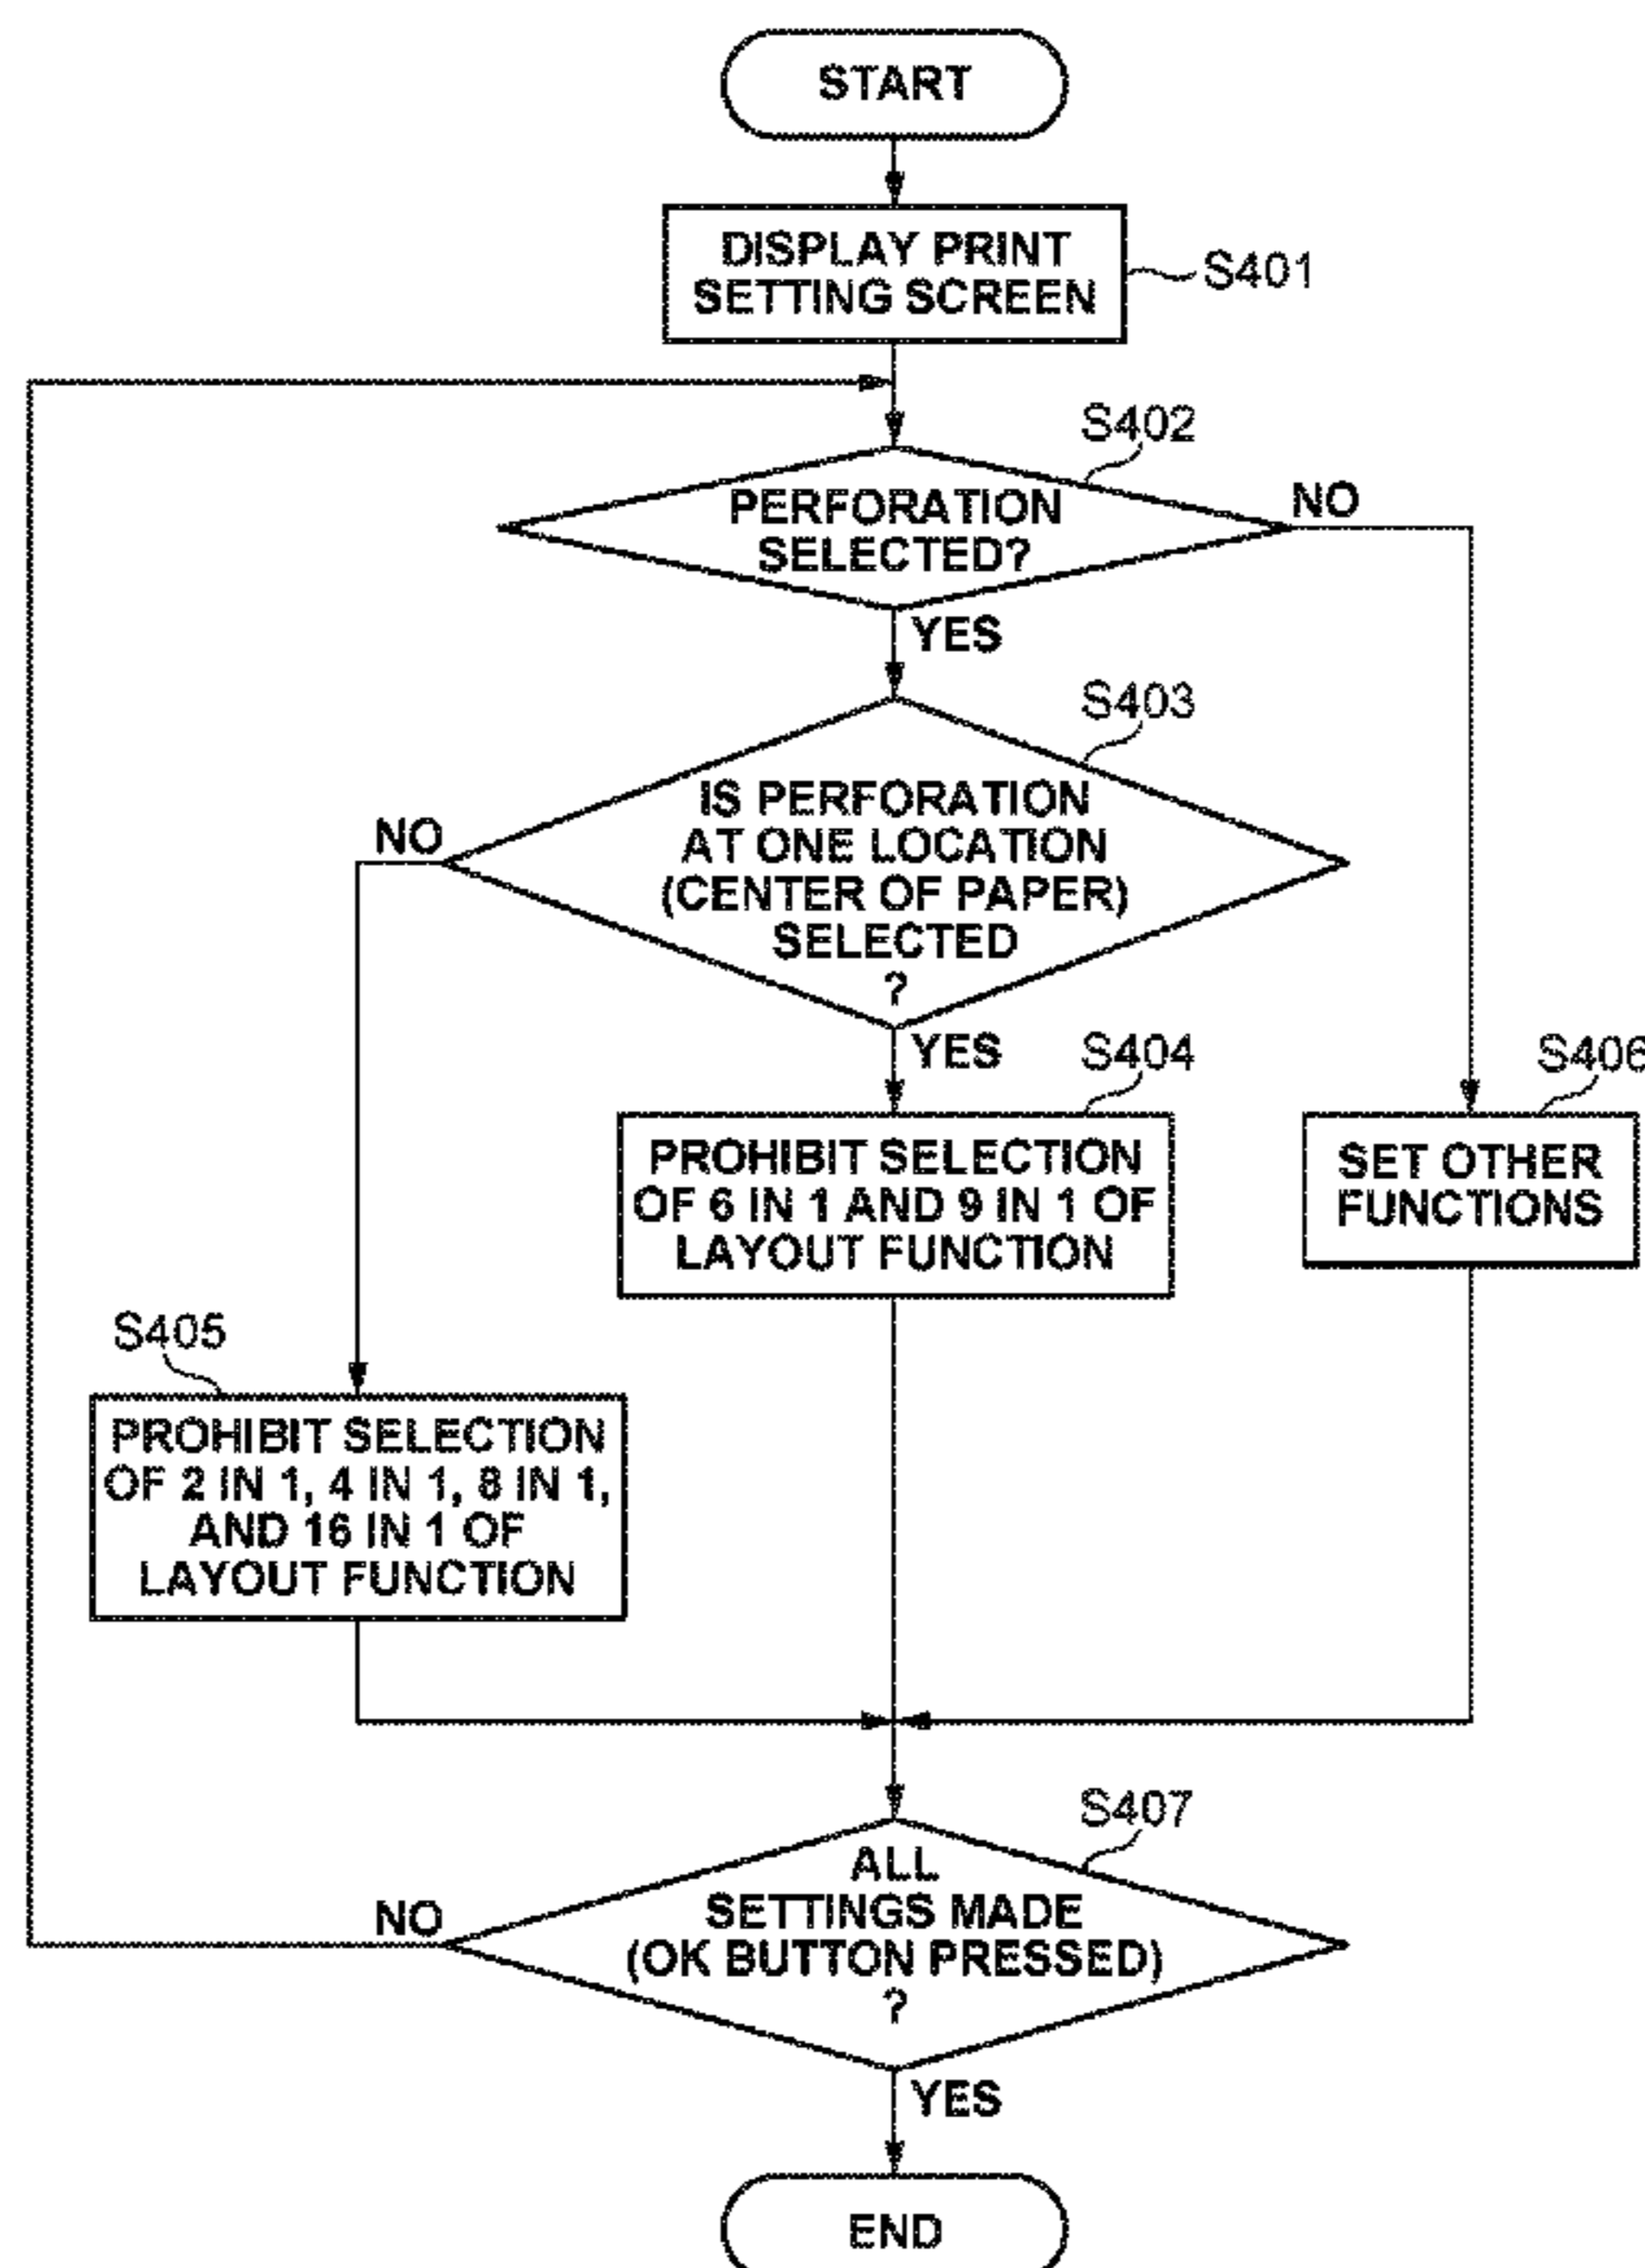 START
DISPLAY PRINT
SETTING SCREEN
S401
S402
PERFORATION
SELECTED?
NO
YES
S403
IS PERFORATION
AT ONE LOCATION
(CENTER OF PAPER)
SELECTED
?
NO
YES
S404
PROHIBIT SELECTION
OF 6 IN 1 AND 9 IN 1 OF
LAYOUT FUNCTION
S406
SET OTHER
FUNCTIONS
S405
PROHIBIT SELECTION
OF 2 IN 1, 4 IN 1, 8 IN 1,
AND 16 IN 1 OF
LAYOUT FUNCTION
S407
ALL
SETTINGS MADE
(OK BUTTON PRESSED)
?
NO
YES
END